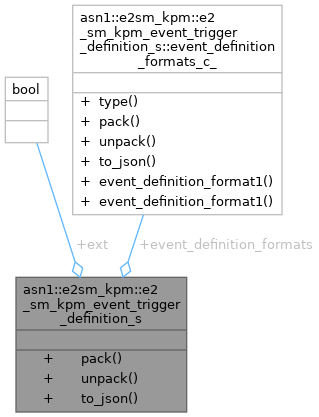 asn1::e2sm_kpm::e2
_sm_kpm_event_trigger
_definition_s::event_definition
_formats_c_
bool
+ type()
+ pack()
+ unpack()
+ to_json()
+ event_definition_format1()
+ event_definition_format1()
+ext
+event_definition_formats
asn1::e2sm_kpm::e2
_sm_kpm_event_trigger
_definition_s
+ pack()
+ unpack()
+ to_json()